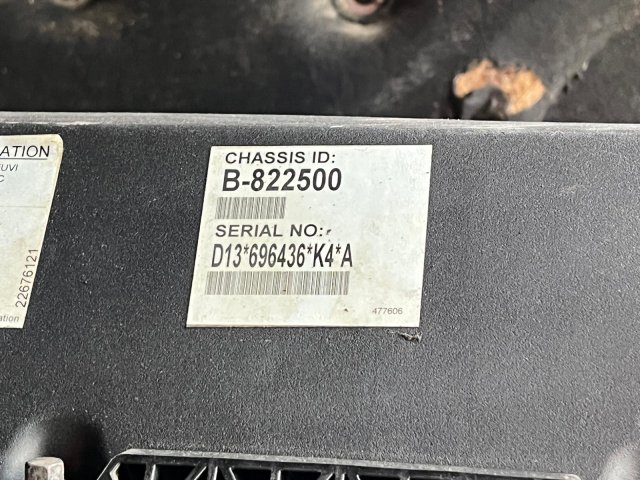 ATION
UVI
C
22676121
ation
CHASSIS ID:
B-822500
SERIAL NO:
D13*696436*K4*A
477606